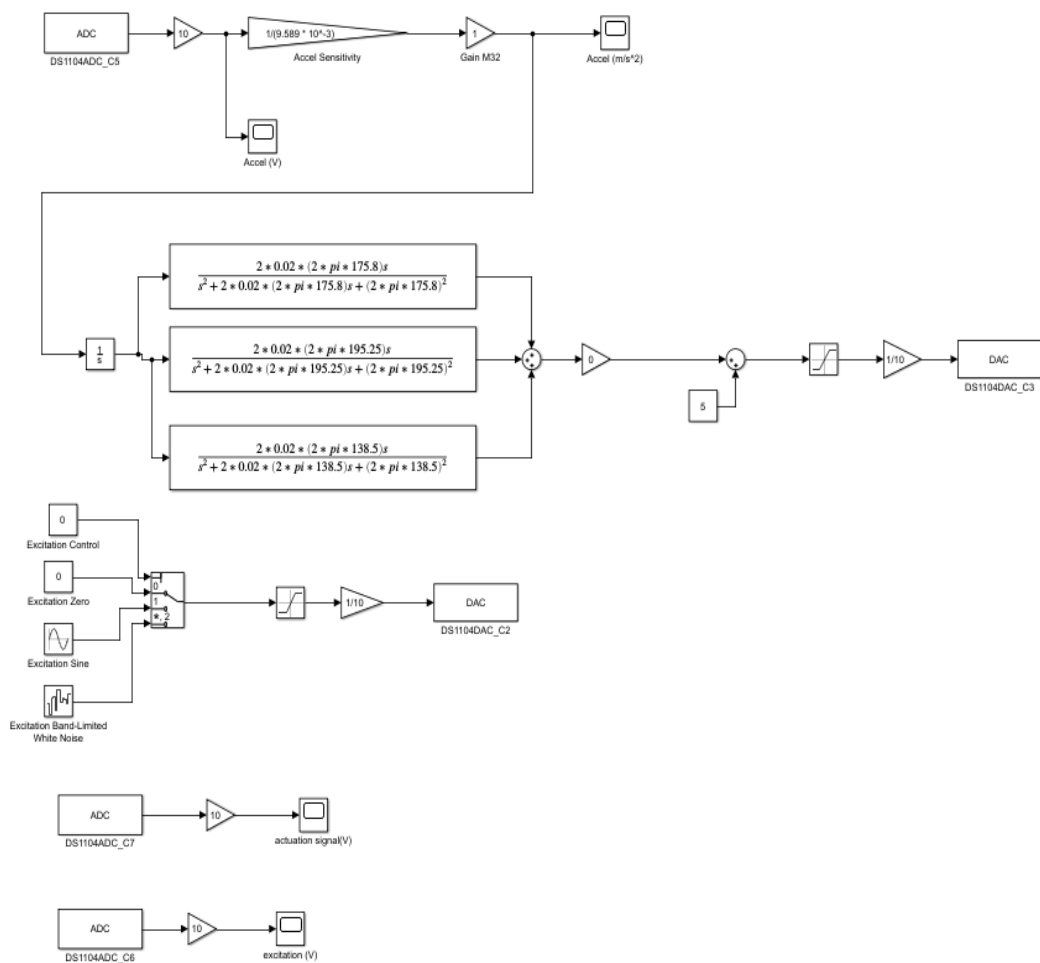 ADC
DS1104ADC_C5
10
1/(9.589 * 10^-3)
Accel Sensitivity
1
Gain M32
Accel (m/s^2)
Accel (V)
1
s
2 * 0.02 * (2 * pi * 175.8)s
s^2 + 2 * 0.02 * (2 * pi * 175.8)s + (2 * pi * 175.8)^2
2 * 0.02 * (2 * pi * 195.25)s
s^2 + 2 * 0.02 * (2 * pi * 195.25)s + (2 * pi * 195.25)^2
2 * 0.02 * (2 * pi * 138.5)s
s^2 + 2 * 0.02 * (2 * pi * 138.5)s + (2 * pi * 138.5)^2
+
+
+
0
+
+
5
1/10
DAC
DS1104DAC_C3
0
Excitation Control
0
Excitation Zero
Excitation Sine
Excitation Band-Limited
White Noise
0
1
*, 2
1/10
DAC
DS1104DAC_C2
ADC
DS1104ADC_C7
10
actuation signal(V)
ADC
DS1104ADC_C6
10
excitation (V)